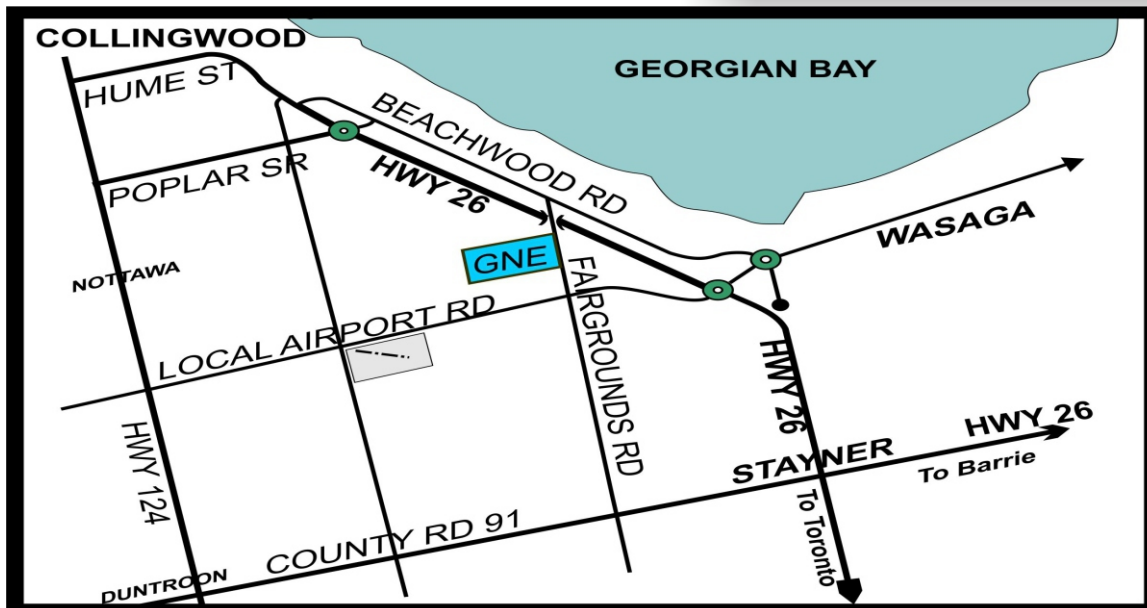 COLLINGWOOD
GEORGIAN BAY
HUME ST
BEACHWOOD RD
POPLAR SR
HWY 26
WASAGA
GNE
NOTTAWA
FAIRGROUNDS RD
LOCAL AIRPORT RD
HWY 26
HWY 124
HWY 26
STAYNER
To Barrie
To Toronto
COUNTY RD 91
DUNTROON